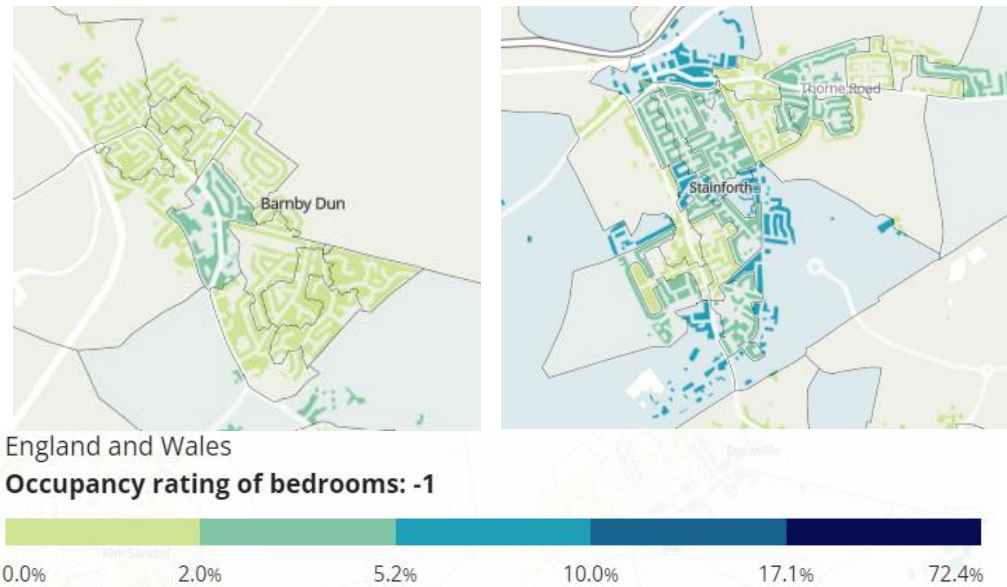 Barnby Dun
Thorne Road
Stainforth
England and Wales
Dunsville
Occupancy rating of bedrooms: -1
Kirk Sandall
0.0%
2.0%
5.2%
10.0%
17.1%
72.4%